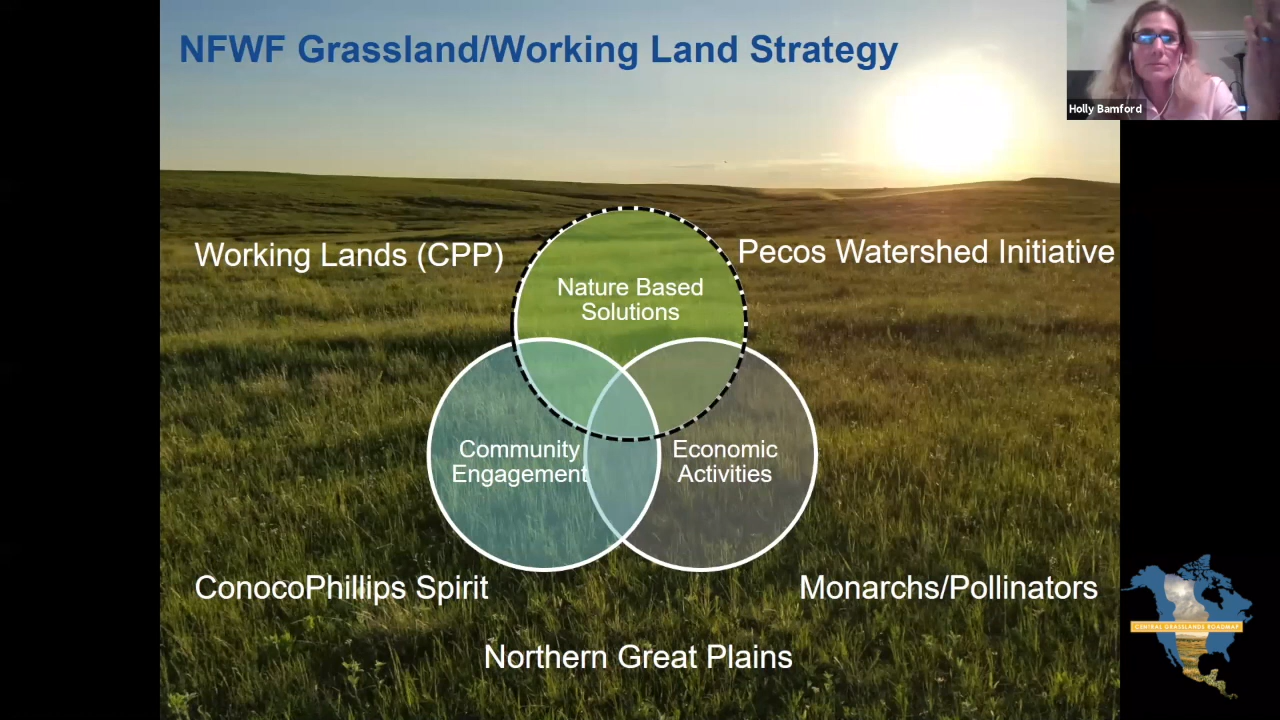 NFWF Grassland/Working Land Strategy
Holly Bamford
Working Lands (CPP)
Pecos Watershed Initiative
Nature Based
Solutions
Community
Engagement
Economic
Activities
ConocoPhillips Spirit
Monarchs/Pollinators
Northern Great Plains
CENTRAL GRASSLANDS ROADMAP